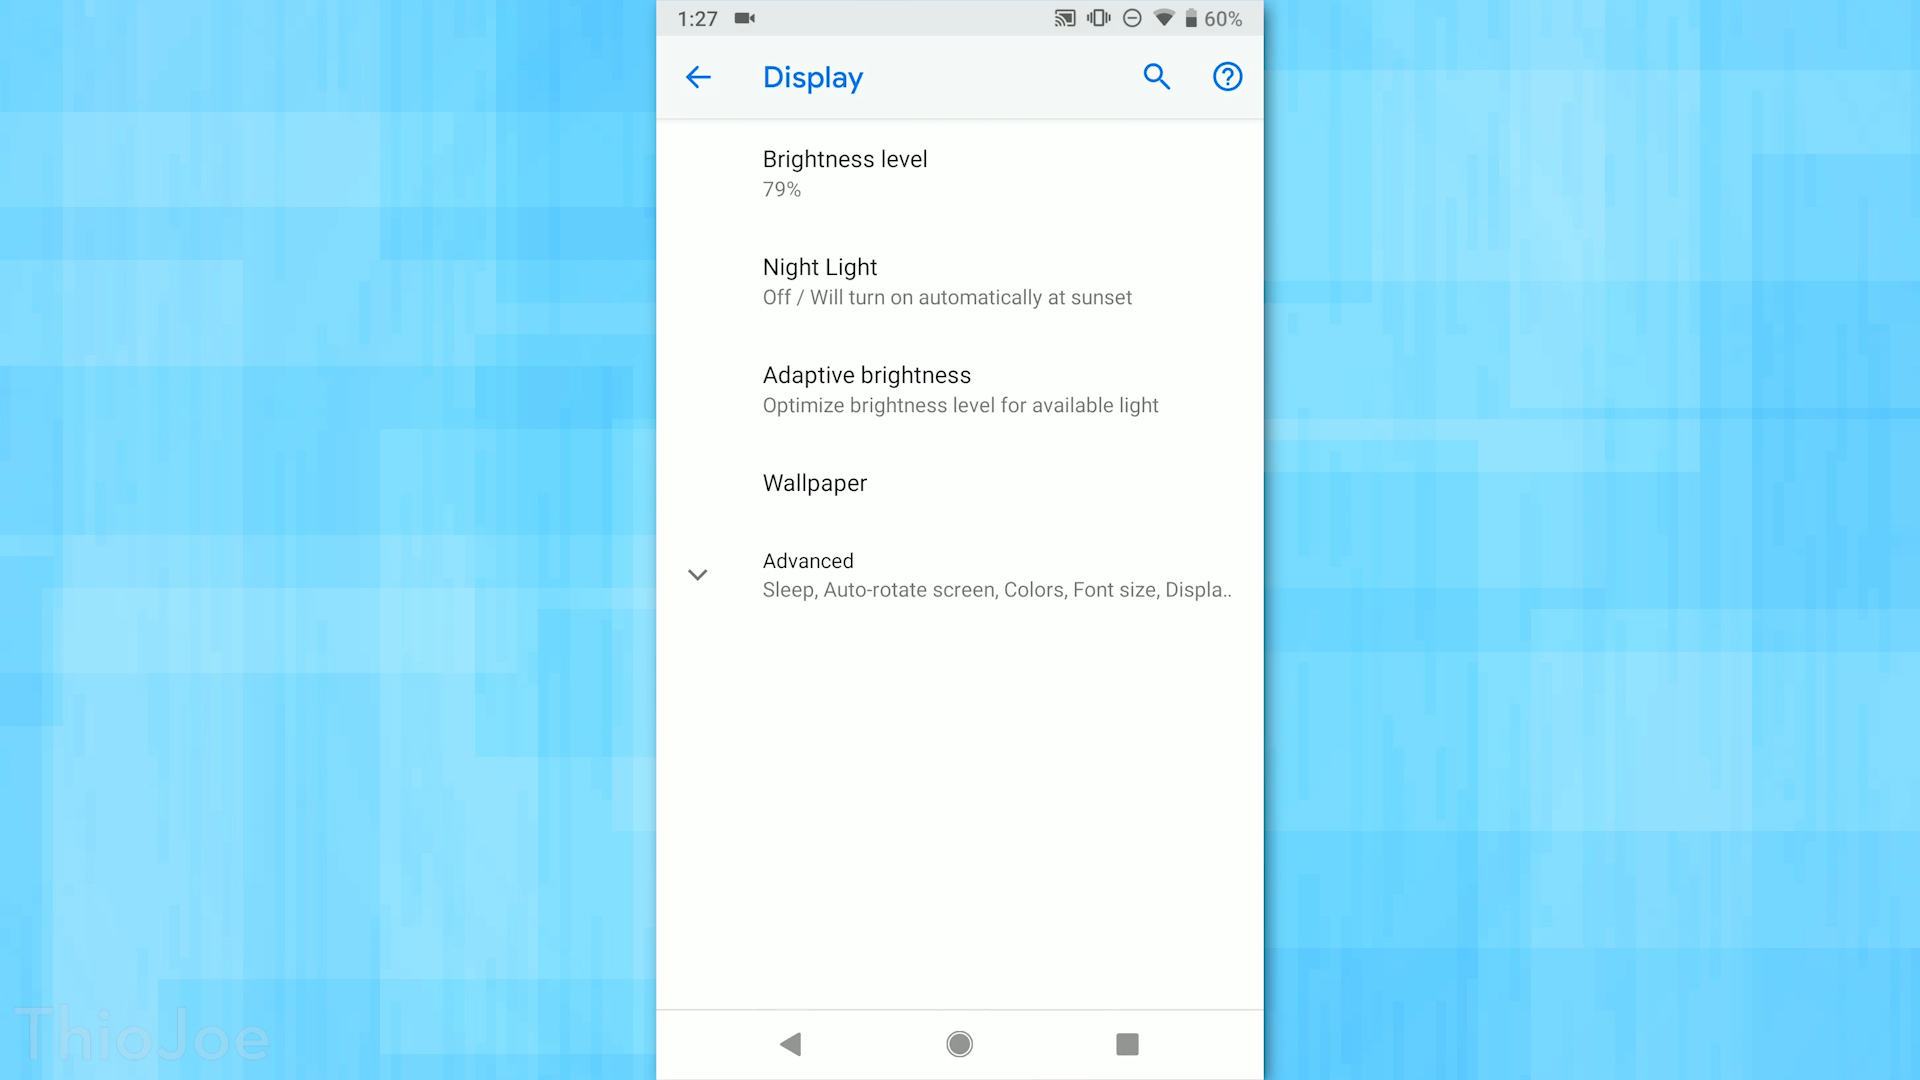 1:27
60%
Display
Brightness level
79%
Night Light
Off / Will turn on automatically at sunset
Adaptive brightness
Optimize brightness level for available light
Wallpaper
Advanced
Sleep, Auto-rotate screen, Colors, Font size, Displa..
ThioJoe